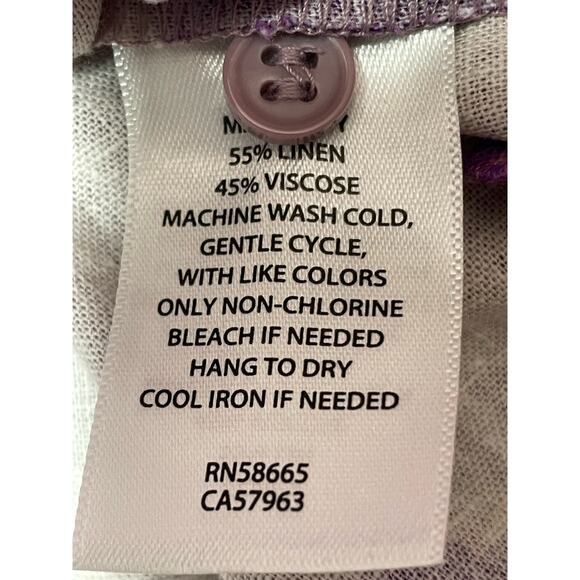 55% LINEN
45% VISCOSE
MACHINE WASH COLD,
GENTLE CYCLE,
WITH LIKE COLORS
ONLY NON-CHLORINE
BLEACH IF NEEDED
HANG TO DRY
COOL IRON IF NEEDED
RN58665
CA57963